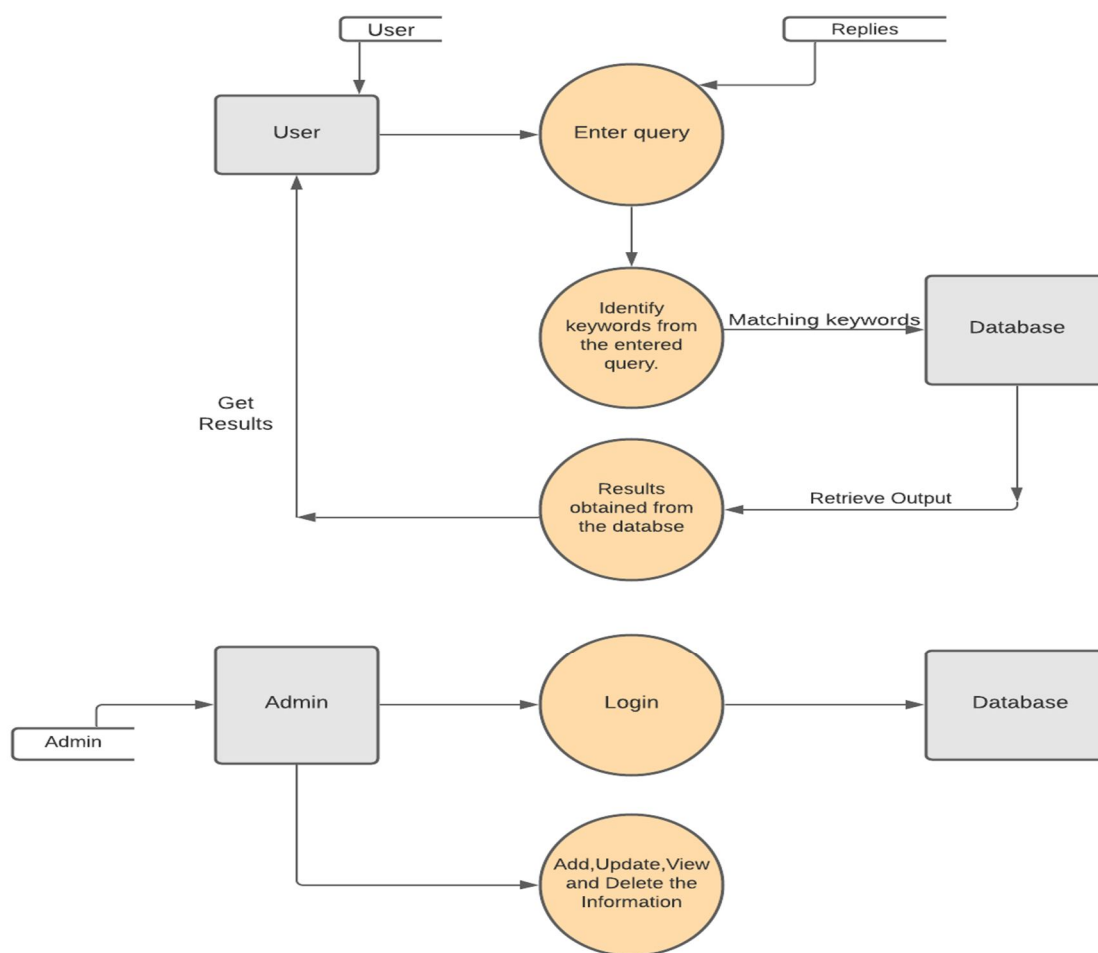 User
Replies
User
Enter query
Identify
keywords from
the entered
query.
Matching keywords
Database
Get
Results
Results
obtained from
the databse
Retrieve Output
Admin
Login
Database
Admin
Add,Update,View
and Delete the
Information